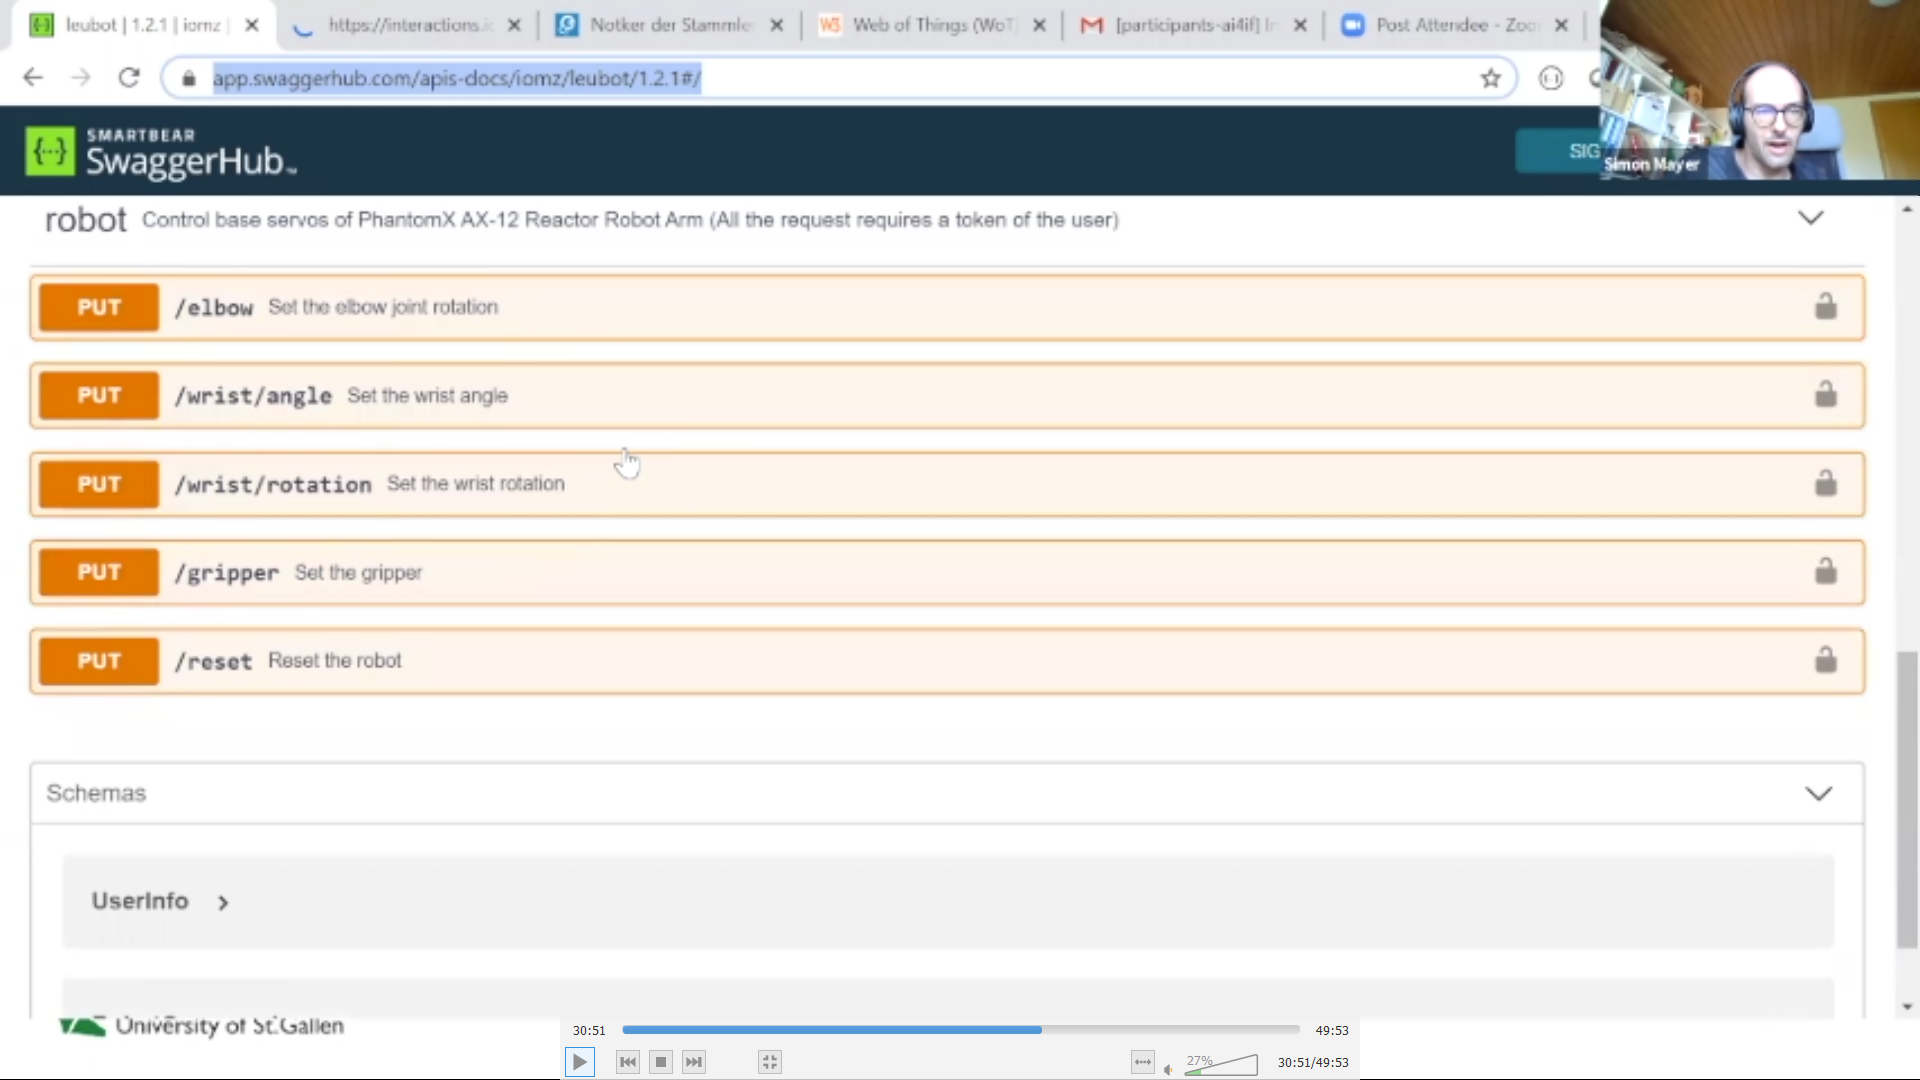 leubot | 1.2.1 | iomz |
https://interactions.ic
Notker der Stammle
Web of Things (WoT
[participants-ai4if] In
Post Attendee - Zoo
app.swaggerhub.com/apis-docs/iomz/leubot/1.2.1#/
SMARTBEAR
SwaggerHub
SIG
Simon Mayer
robot Control base servos of PhantomX AX-12 Reactor Robot Arm (All the request requires a token of the user)
PUT /elbow Set the elbow joint rotation
PUT /wrist/angle Set the wrist angle
PUT /wrist/rotation Set the wrist rotation
PUT /gripper Set the gripper
PUT /reset Reset the robot
Schemas
UserInfo
University of St.Gallen
30:51 49:53
27% 30:51/49:53